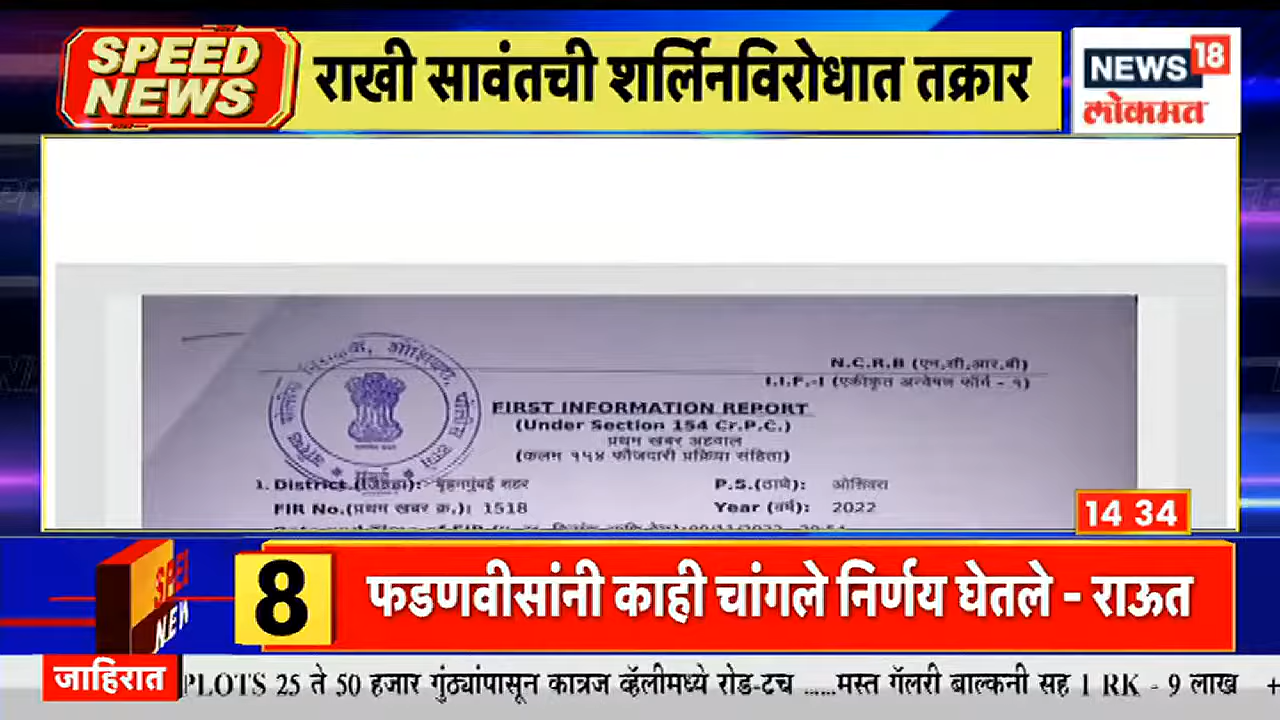 SPEED NEWS
राखी सावंतची शर्लिनविरोधात तक्रार
NEWS 18
लोकमत
N.C.R.B (एन.सी.आर.बी)
I.I.F.-I (एकीकृत अन्वेषण फॉर्म - १)
FIRST INFORMATION REPORT
(Under Section 154 Cr.P.C.)
प्रथम खबर अहवाल
(कलम १५४ फौजदारी प्रक्रिया संहिता)
1. District (जिल्हा): बृहन्मुंबई शहर
P.S.(ठाणे): ओशिवरा
FIR No.(प्रथम खबर क्र.): 1518
Year (वर्ष): 2022
14 34
8
फडणवीसांनी काही चांगले निर्णय घेतले - राऊत
जाहिरात
PLOTS 25 ते 50 हजार गुंठ्यांपासून कात्रज व्हॅलीमध्ये रोड-टच ......मस्त गॅलरी बाल्कनी सह 1 RK - 9 लाख +